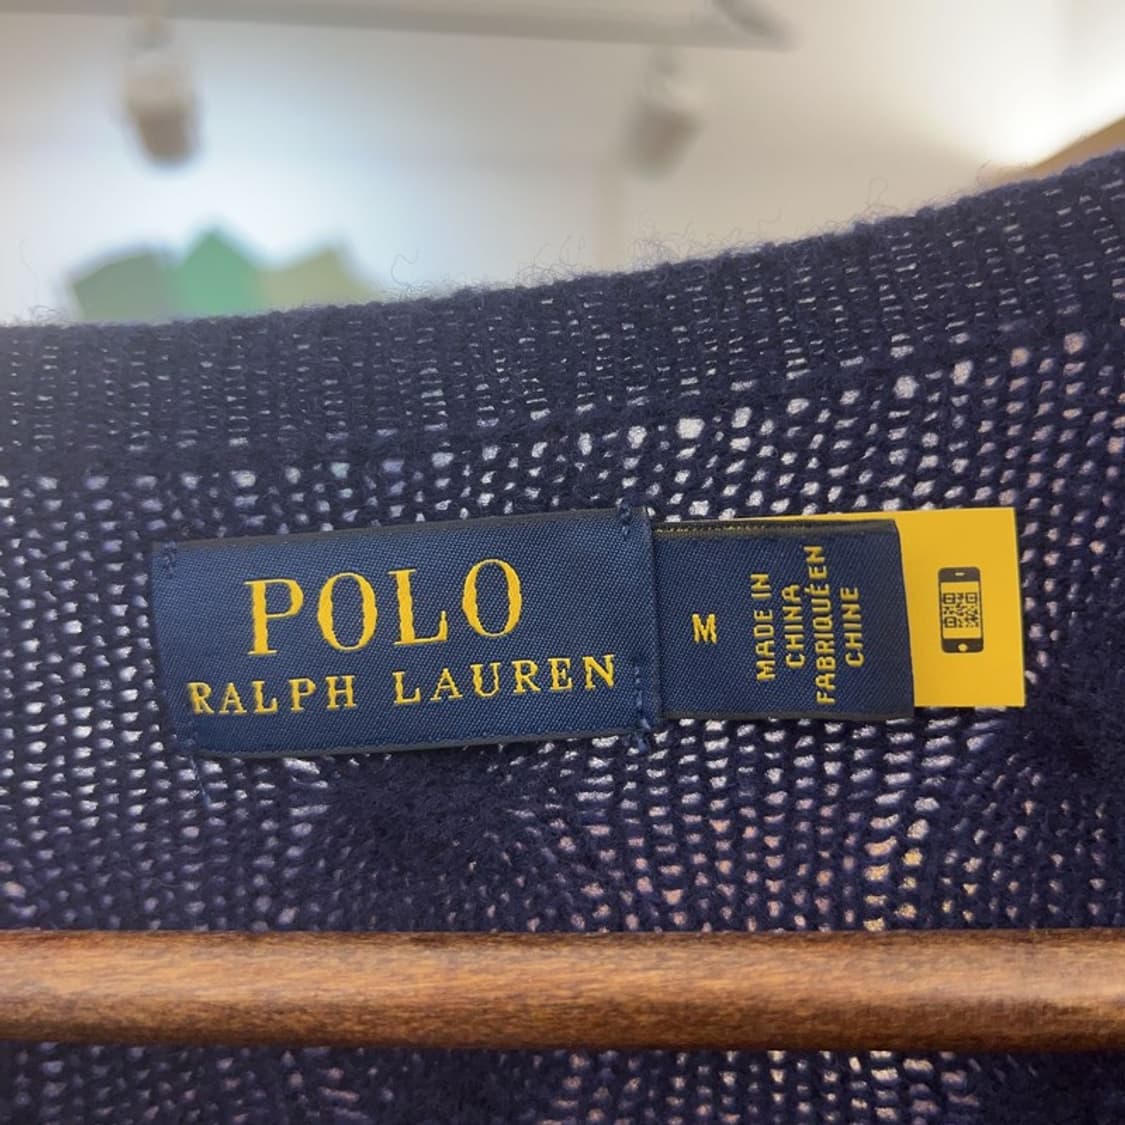 POLO
RALPH LAUREN
M
MADE IN
CHINA
FABRIQUÉ EN
CHINE